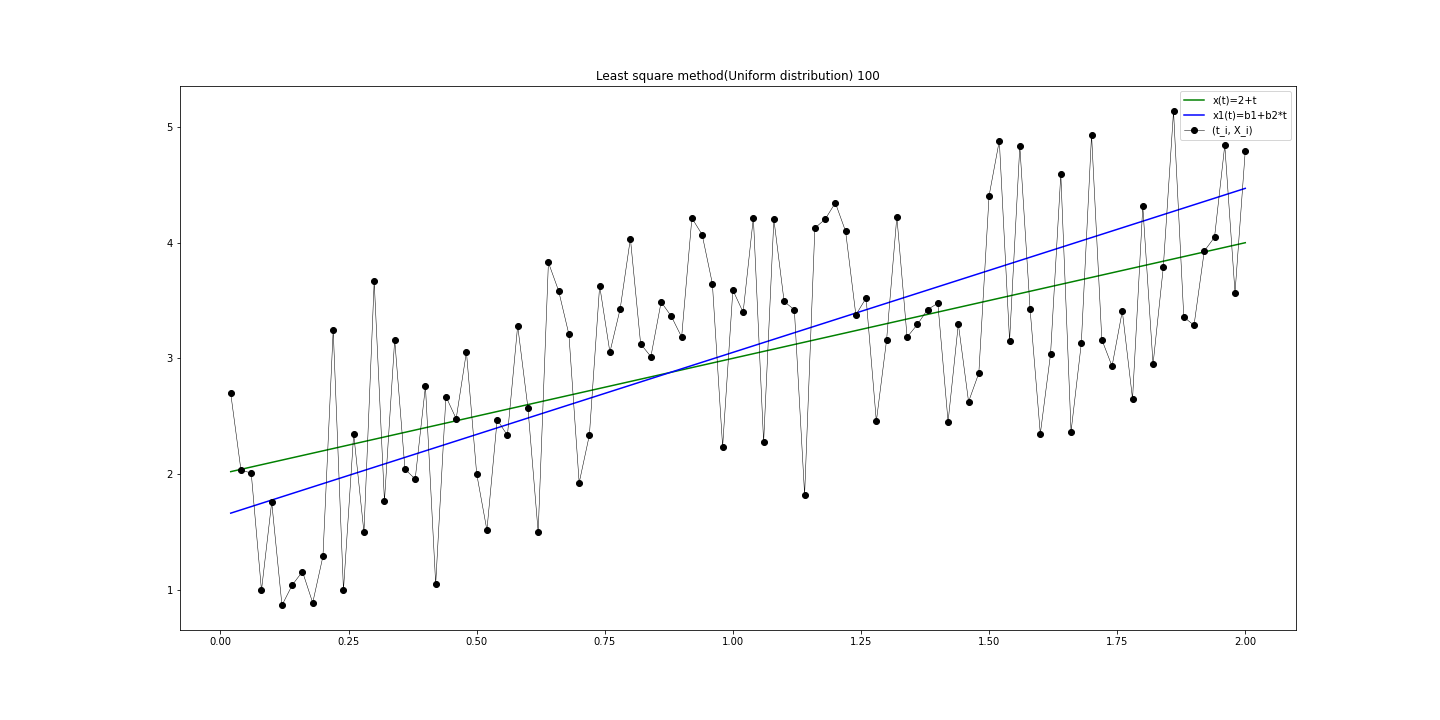 Least square method(Uniform distribution) 100
x(t)=2+t
x1(t)=b1+b2*t
(t_i, X_i)
5
4
3
2
1
0.00 0.25 0.50 0.75 1.00 1.25 1.50 1.75 2.00